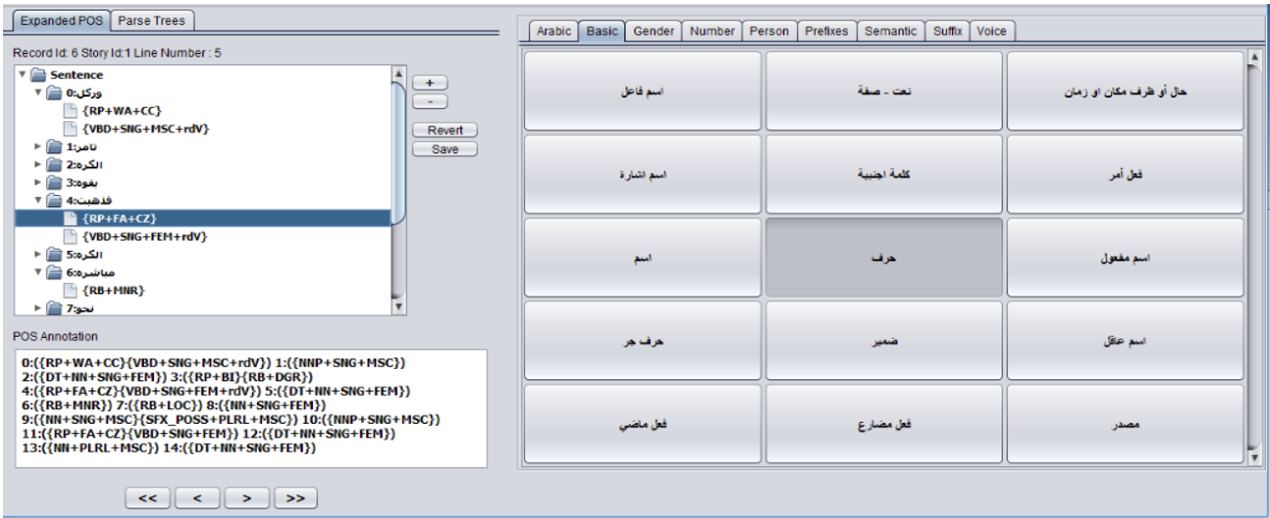 Expanded POS Parse Trees
Record Id: 6 Story Id:1 Line Number : 5
Sentence
وركل:0
{RP+WA+CC}
{VBD+SNG+MSC+rdV}
تامر:1
الكره:2
بقوه:3
فذهبت:4
{RP+FA+CZ}
{VBD+SNG+FEM+rdV}
الكره:5
مباشره:6
{RB+MNR}
نحو:7
+
-
Revert
Save
POS Annotation
0:({RP+WA+CC}{VBD+SNG+MSC+rdV}) 1:({NNP+SNG+MSC})
2:({DT+NN+SNG+FEM}) 3:({RP+BI}{RB+DGR})
4:({RP+FA+CZ}{VBD+SNG+FEM+rdV}) 5:({DT+NN+SNG+FEM})
6:({RB+MNR}) 7:({RB+LOC}) 8:({NN+SNG+FEM})
9:({NN+SNG+MSC}{SFX_POSS+PLRL+MSC}) 10:({NNP+SNG+MSC})
11:({RP+FA+CZ}{VBD+SNG+FEM}) 12:({DT+NN+SNG+FEM})
13:({NN+PLRL+MSC}) 14:({DT+NN+SNG+FEM})
<< < > >>
Arabic Basic Gender Number Person Prefixes Semantic Suffix Voice
اسم فاعل
نعت - صفة
حال أو ظرف مكان او زمان
اسم اشارة
كلمة اجنبية
فعل أمر
اسم
حرف
اسم مفعول
حرف جر
ضمير
اسم عاقل
فعل ماضي
فعل مضارع
مصدر